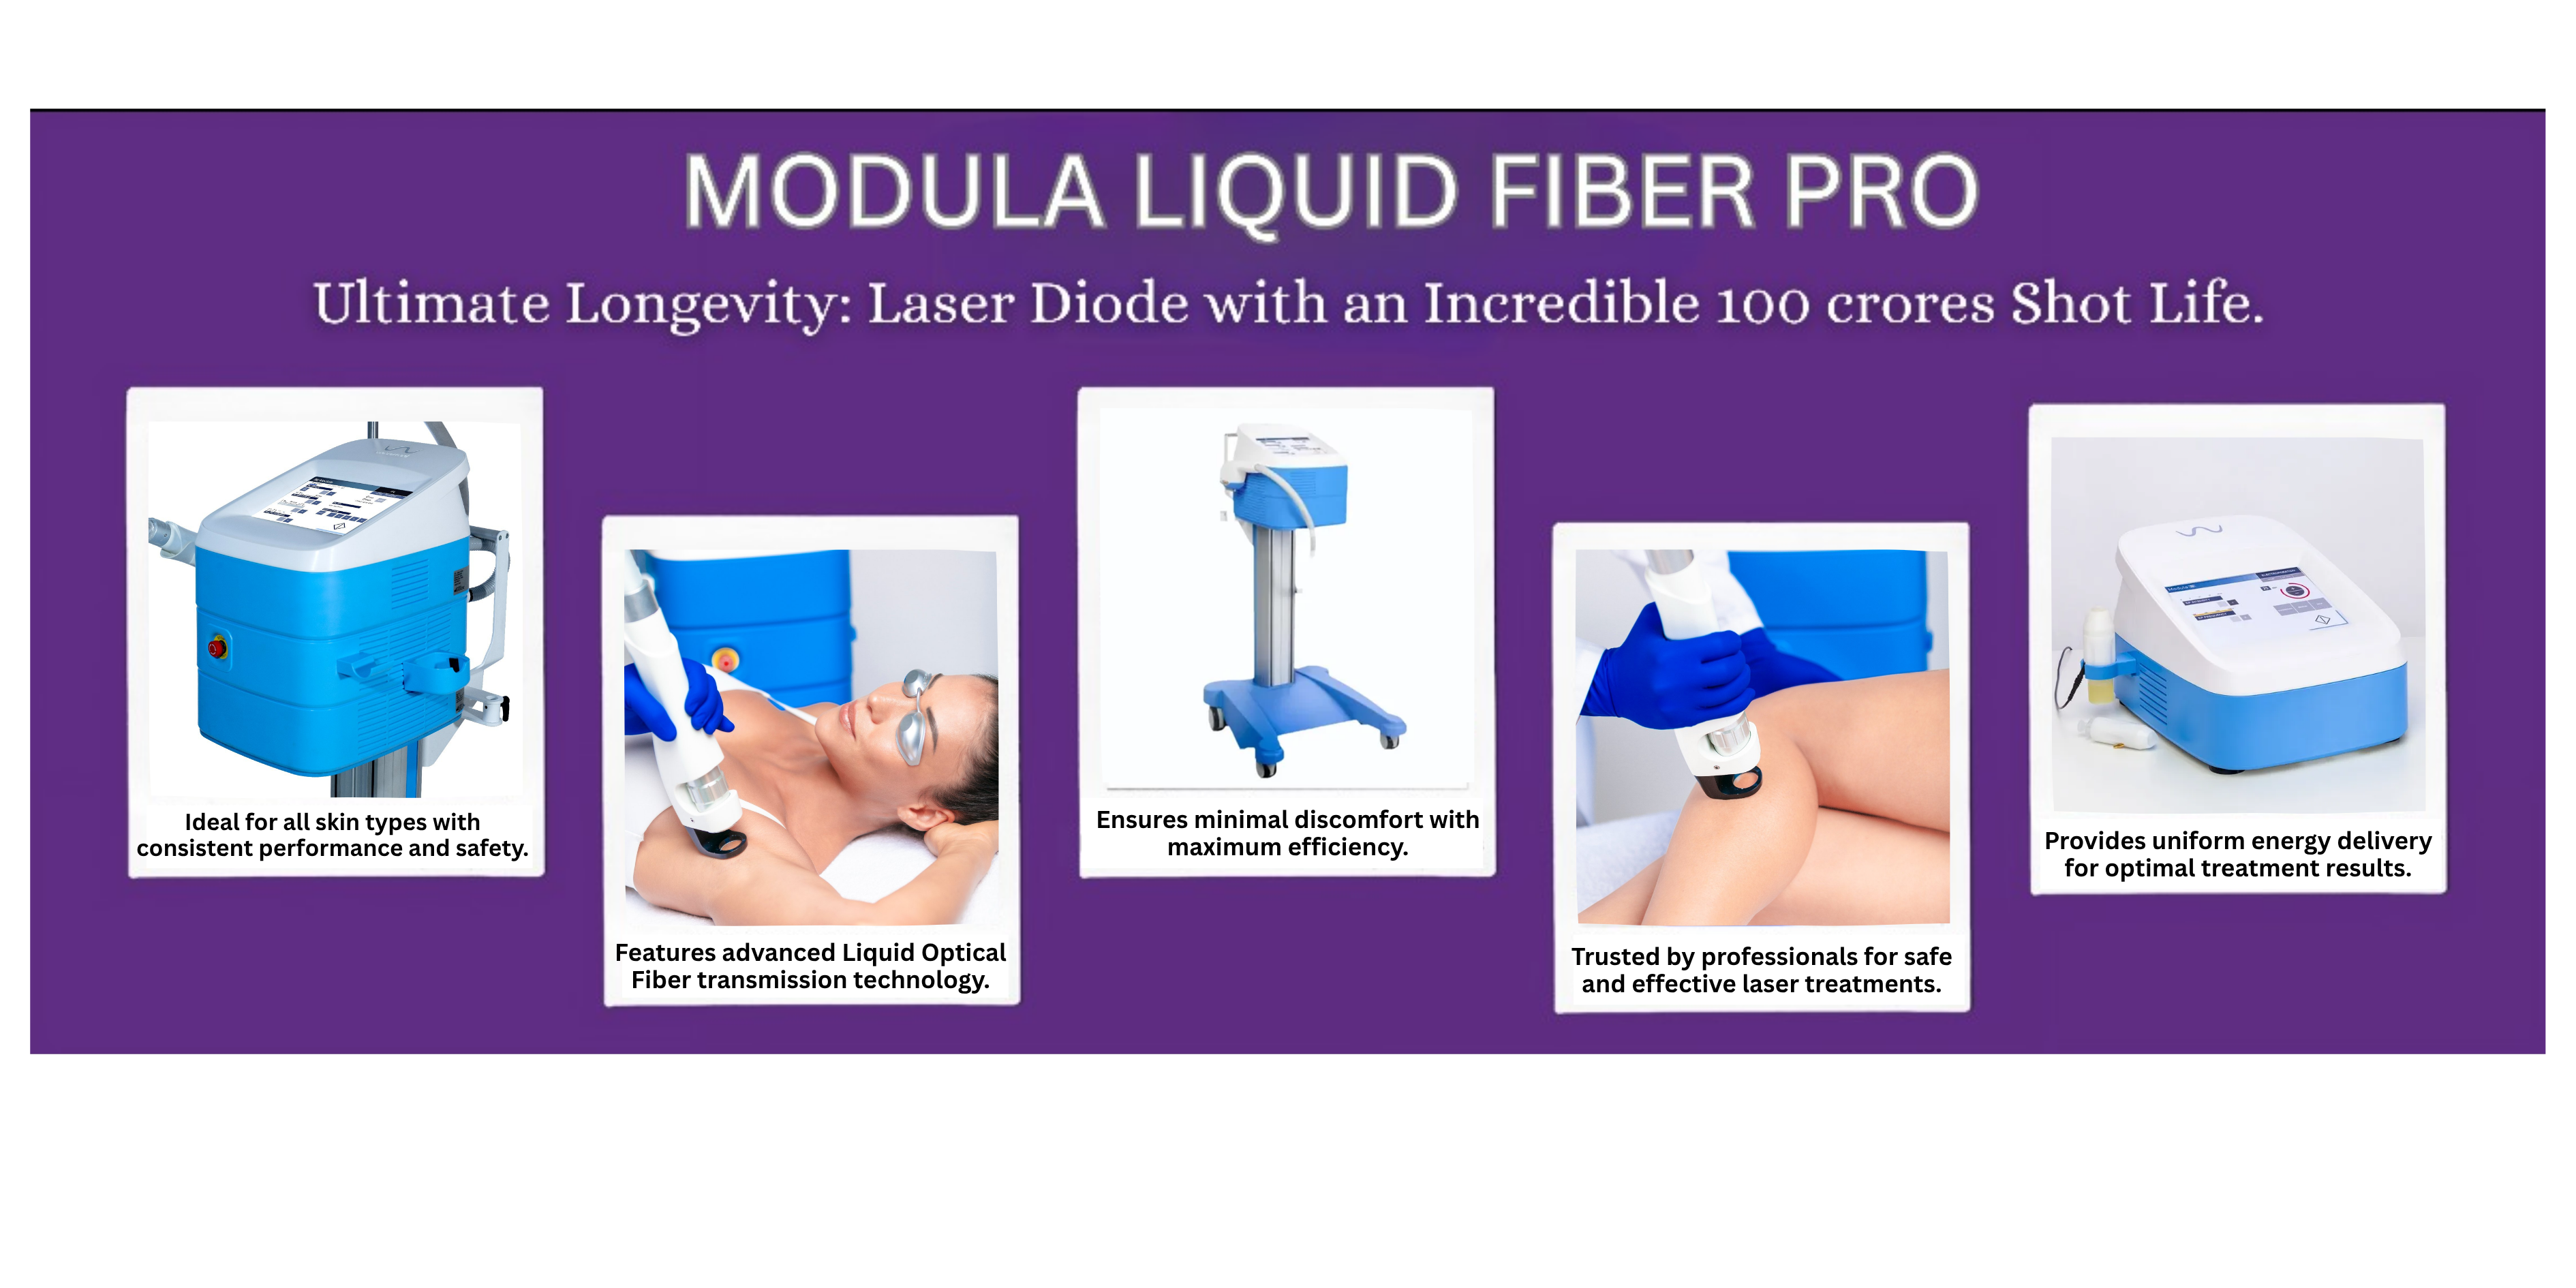 MODULA LIQUID FIBER PRO
Ultimate Longevity: Laser Diode with an Incredible 100 crores Shot Life.
Ideal for all skin types with
consistent performance and safety.
Features advanced Liquid Optical
Fiber transmission technology.
Ensures minimal discomfort with
maximum efficiency.
Trusted by professionals for safe
and effective laser treatments.
Provides uniform energy delivery
for optimal treatment results.